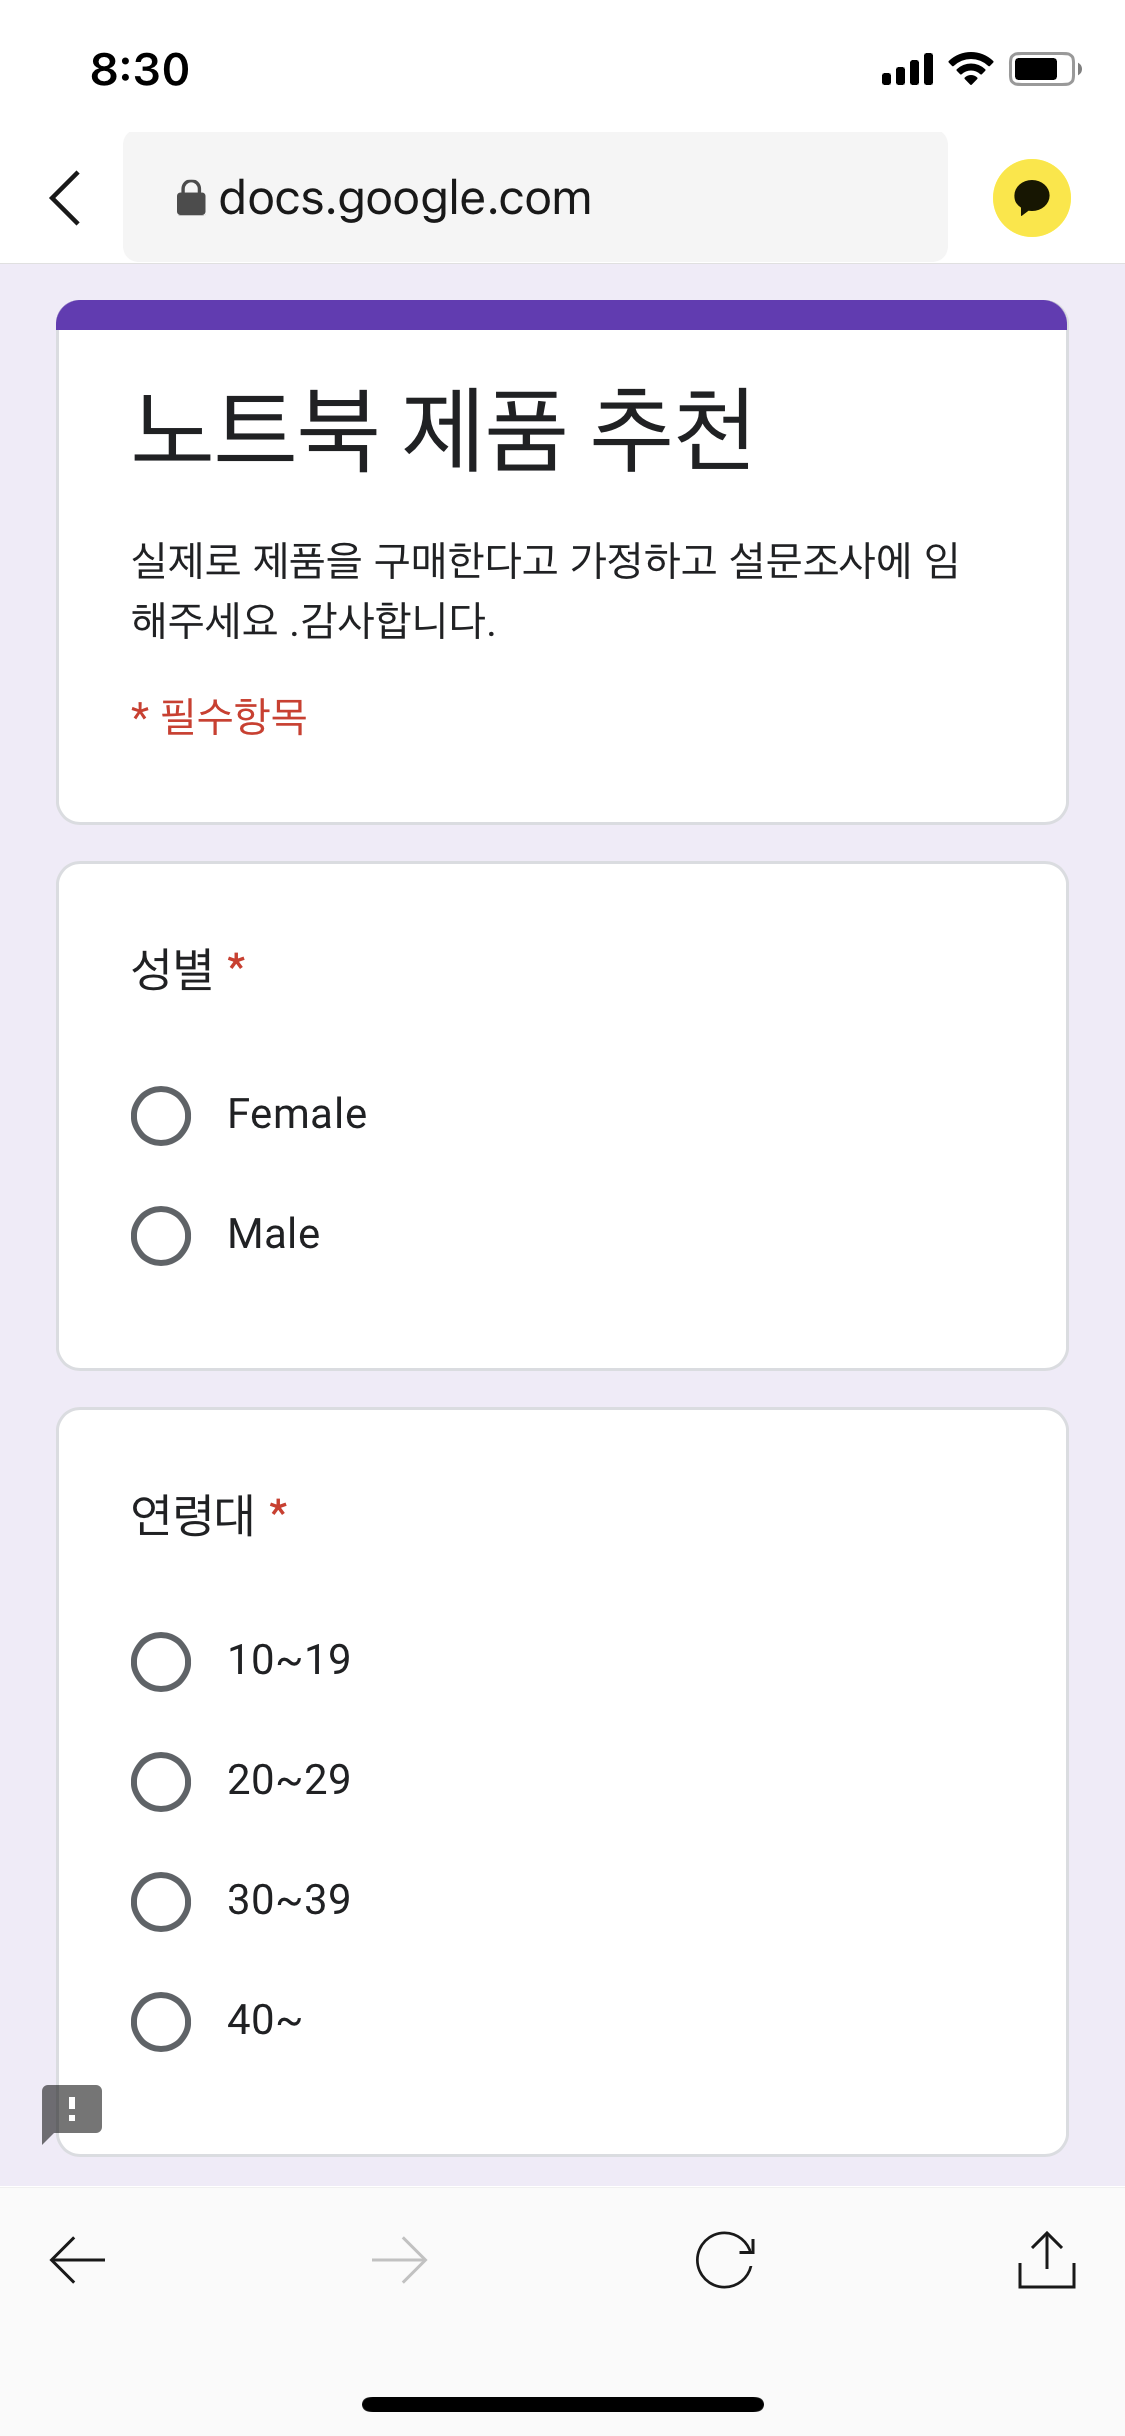 8:30
docs.google.com
노트북 제품 추천
실제로 제품을 구매한다고 가정하고 설문조사에 임
해주세요 .감사합니다.
* 필수항목
성별 *
Female
Male
연령대 *
10~19
20~29
30~39
40~